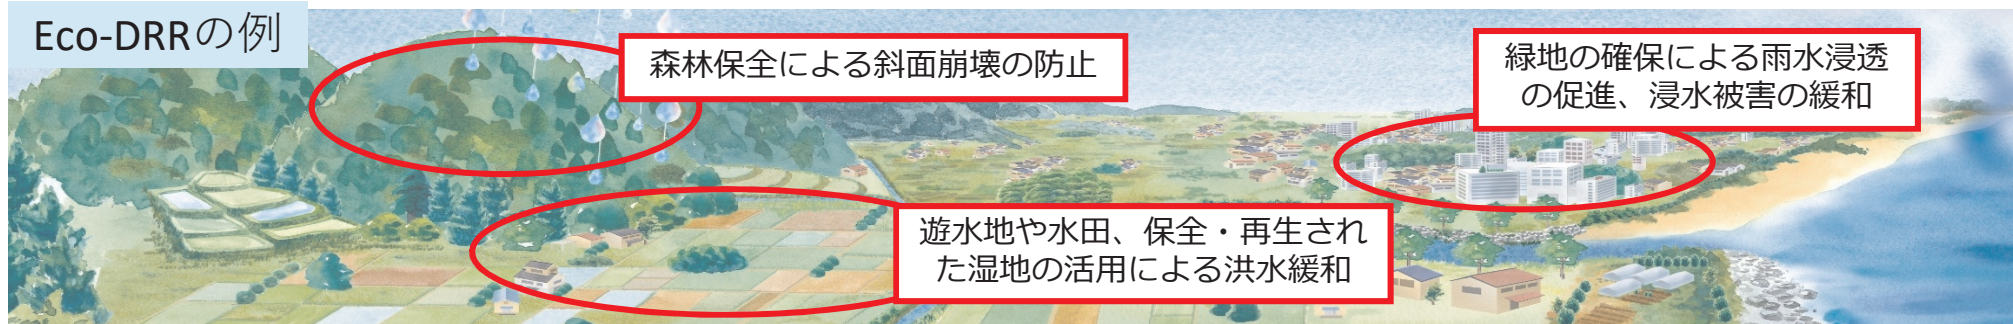 Eco-DRRの例
森林保全による斜面崩壊の防止
緑地の確保による雨水浸透
の促進、浸水被害の緩和
遊水地や水田、保全・再生され
た湿地の活用による洪水緩和